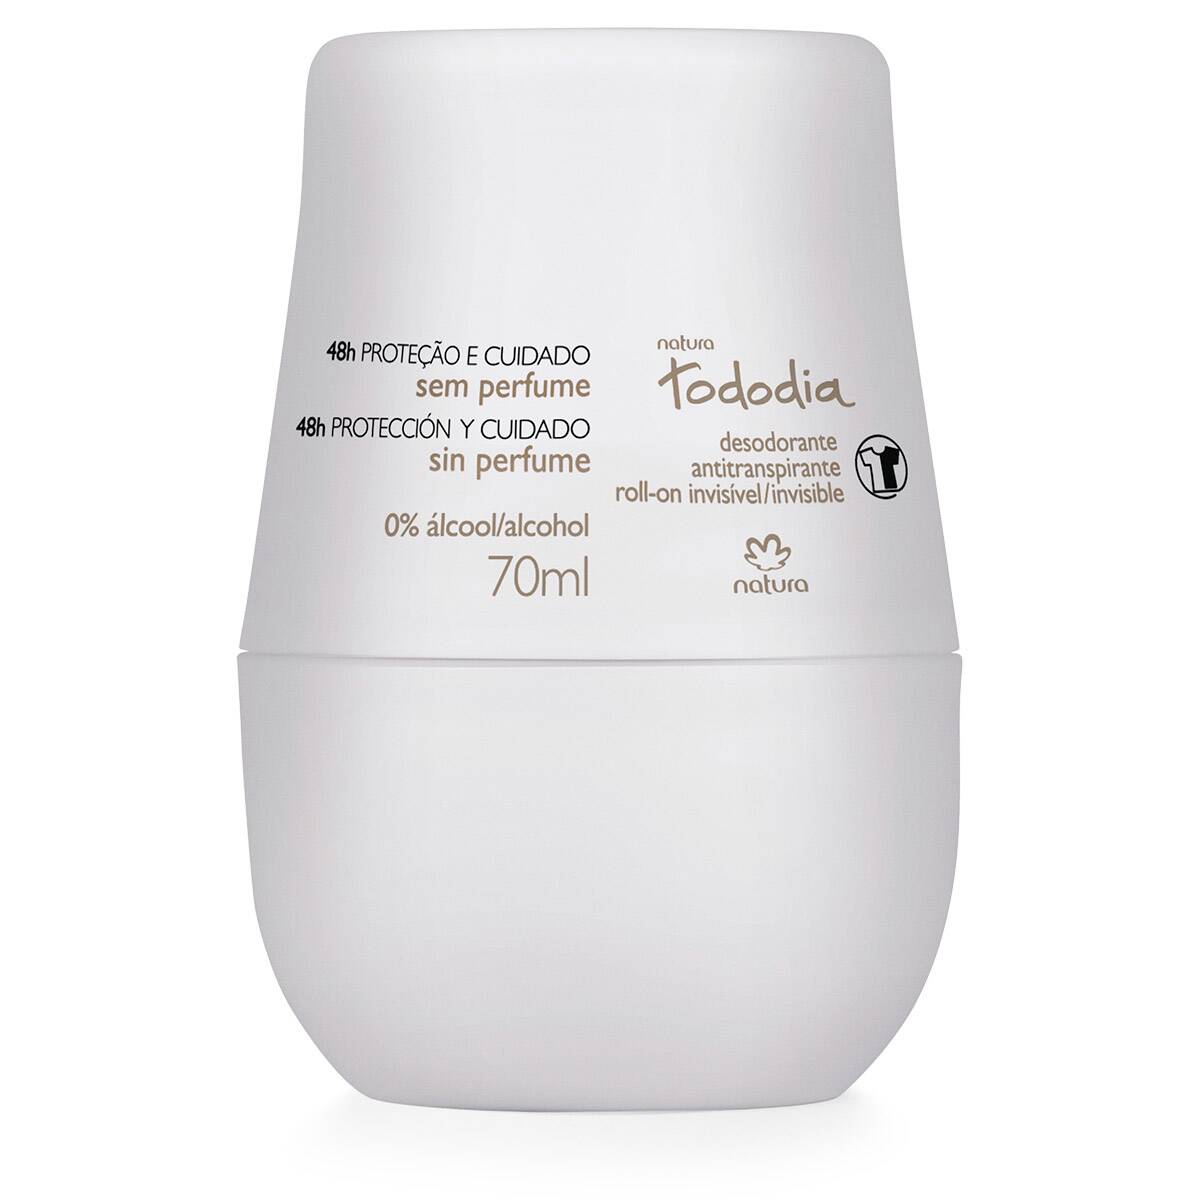 48h PROTEÇÃO E CUIDADO
sem perfume
48h PROTECCIÓN Y CUIDADO
sin perfume
0% álcool/alcohol
70ml
natura
Tododia
desodorante
antitranspirante
roll-on invisível/invisible
natura